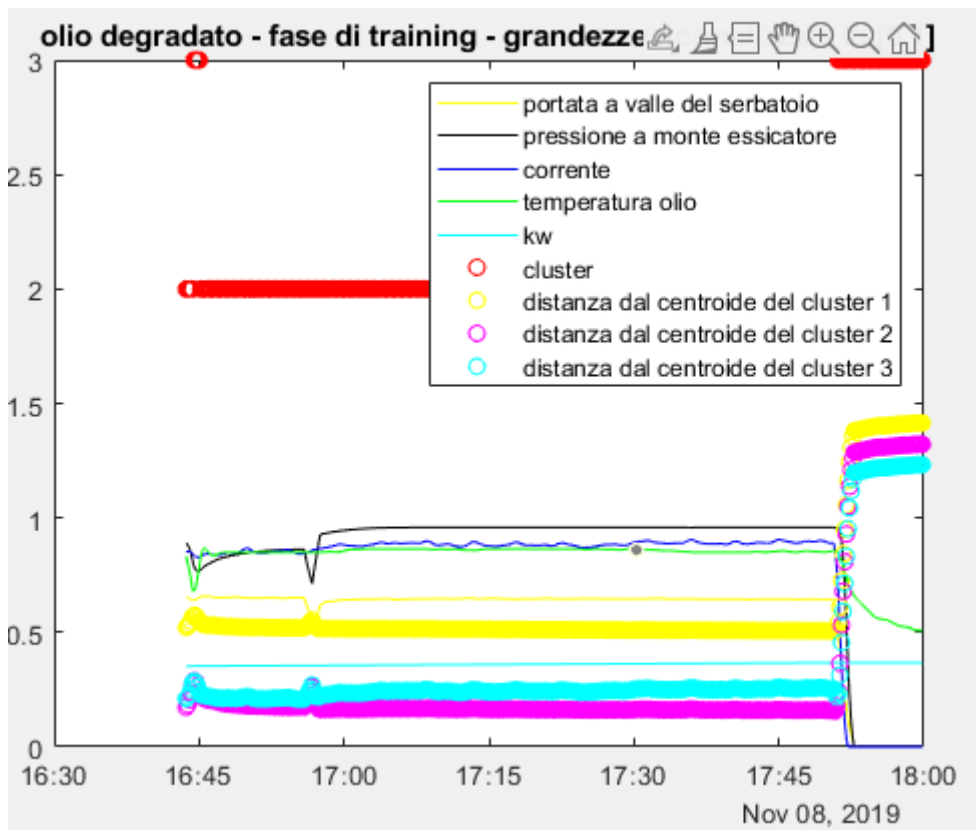 olio degradato - fase di training - grandezze ]
3
2.5
2
1.5
1
0.5
0
portata a valle del serbatoio
pressione a monte essicatore
corrente
temperatura olio
kw
cluster
distanza dal centroide del cluster 1
distanza dal centroide del cluster 2
distanza dal centroide del cluster 3
16:30 16:45 17:00 17:15 17:30 17:45 18:00
Nov 08, 2019